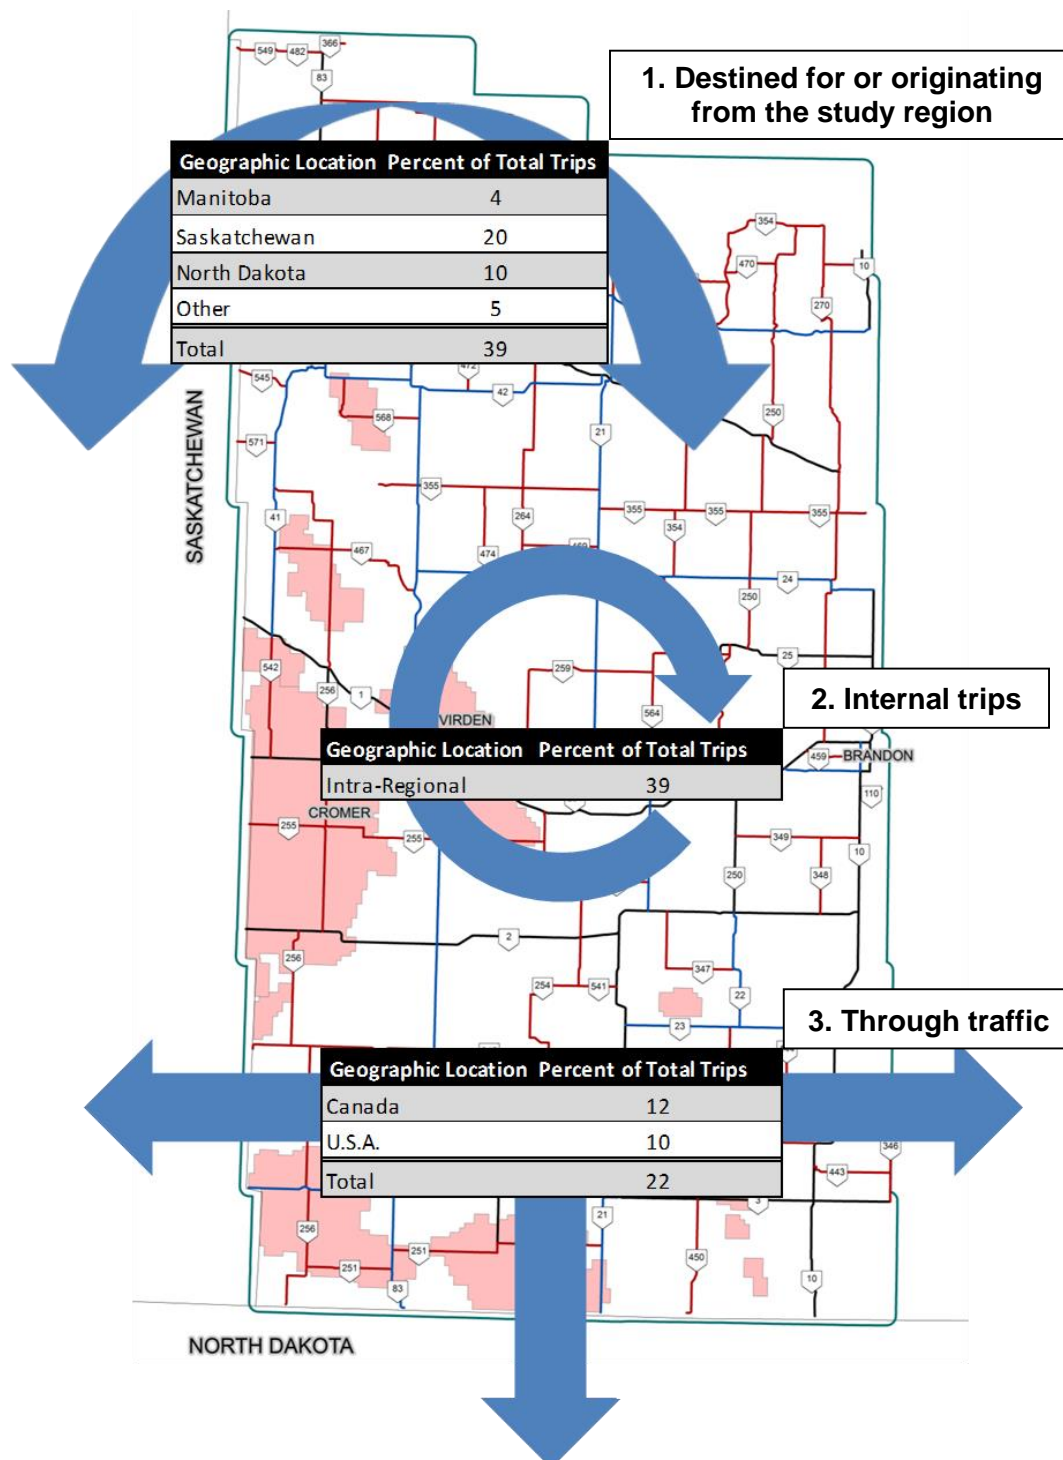 366
549
482
83
1. Destined for or originating
from the study region
Geographic Location Percent of Total Trips
Manitoba 4
Saskatchewan 20
North Dakota 10
Other 5
Total 39
354
470
10
270
545
472
42
568
250
21
571
SASKATCHEWAN
355
264
355
355
355
41
354
467
474
469
24
250
25
259
542
256
1
564
VIRDEN
2. Internal trips
Geographic Location Percent of Total Trips
Intra-Regional 39
459
BRANDON
110
CROMER
255
255
349
10
250
348
2
256
347
254
541
22
23
3. Through traffic
Geographic Location Percent of Total Trips
Canada 12
U.S.A. 10
Total 22
346
443
3
21
256
251
450
251
10
83
NORTH DAKOTA